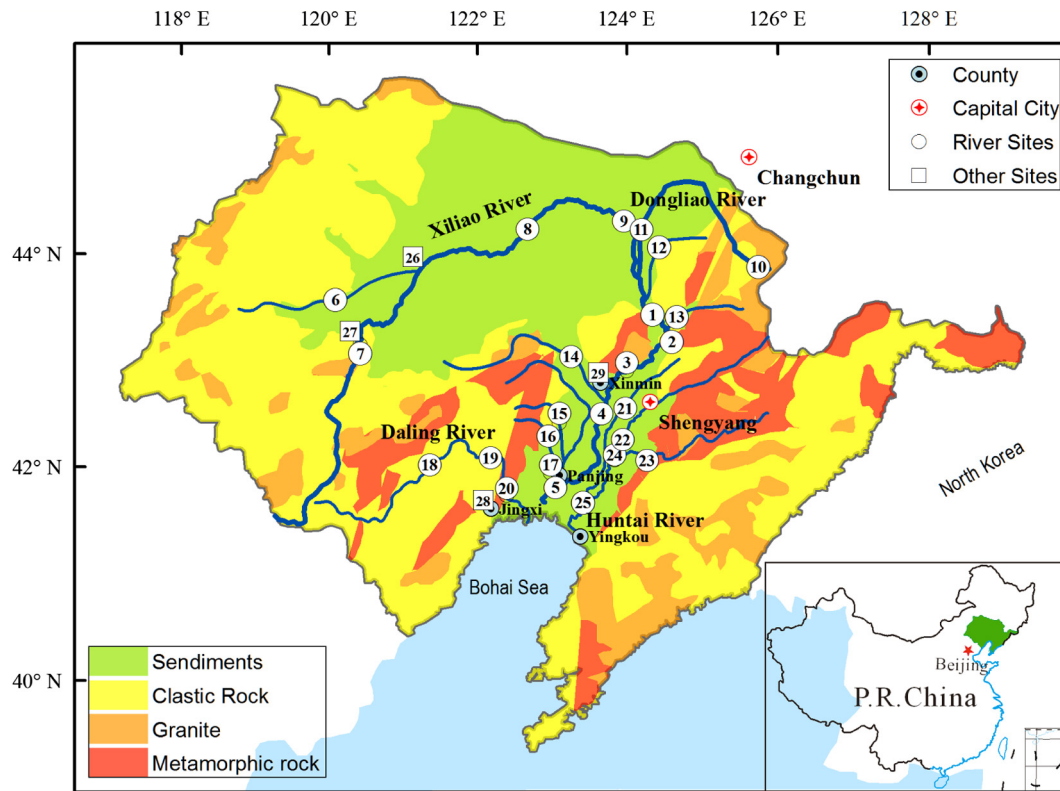 118° E
120° E
122° E
124° E
126° E
128° E
County
Capital City
River Sites
Other Sites
Changchun
Xiliao River
Dongliao River
44° N
42° N
40° N
1
2
3
4
5
6
7
8
9
10
11
12
13
14
15
16
17
18
19
20
21
22
23
24
25
26
27
28
29
Xinmin
Shengyang
Daling River
Panjing
Jingxi
Huntai River
Yingkou
North Korea
Bohai Sea
Sendiments
Clastic Rock
Granite
Metamorphic rock
Beijing
P.R.China